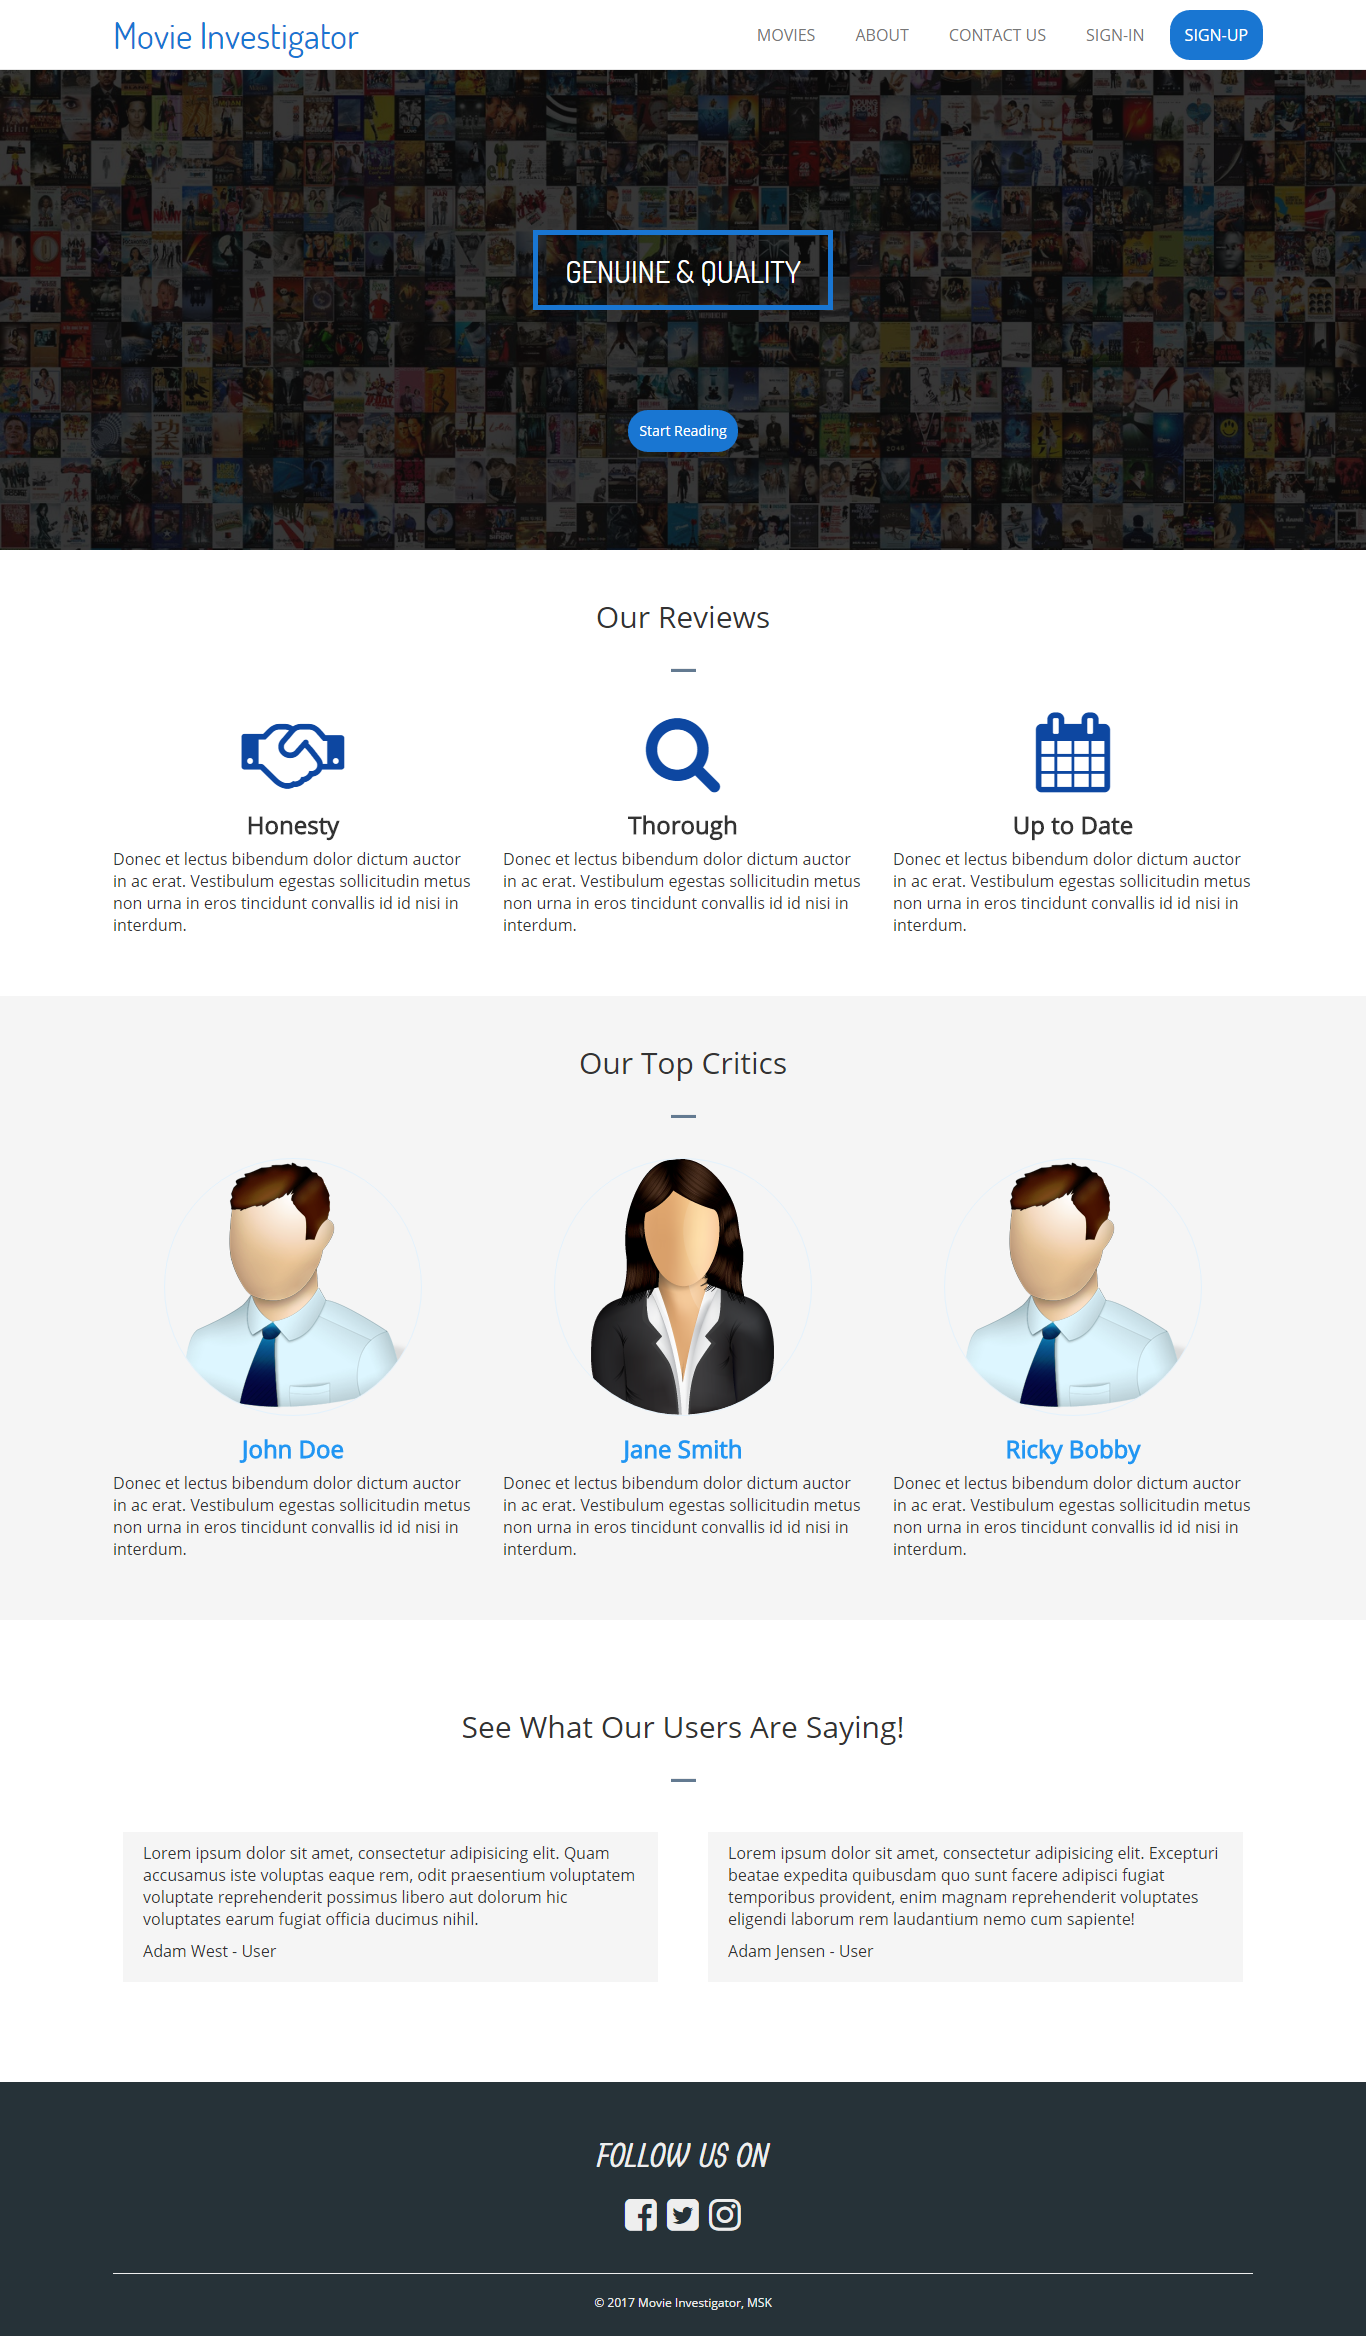 Movie Investigator
MOVIES ABOUT CONTACT US SIGN-IN SIGN-UP
GENUINE & QUALITY
Start Reading
Our Reviews
Honesty
Donec et lectus bibendum dolor dictum auctor
in ac erat. Vestibulum egestas sollicitudin metus
non urna in eros tincidunt convallis id id nisi in
interdum.
Thorough
Donec et lectus bibendum dolor dictum auctor
in ac erat. Vestibulum egestas sollicitudin metus
non urna in eros tincidunt convallis id id nisi in
interdum.
Up to Date
Donec et lectus bibendum dolor dictum auctor
in ac erat. Vestibulum egestas sollicitudin metus
non urna in eros tincidunt convallis id id nisi in
interdum.
Our Top Critics
John Doe
Donec et lectus bibendum dolor dictum auctor
in ac erat. Vestibulum egestas sollicitudin metus
non urna in eros tincidunt convallis id id nisi in
interdum.
Jane Smith
Donec et lectus bibendum dolor dictum auctor
in ac erat. Vestibulum egestas sollicitudin metus
non urna in eros tincidunt convallis id id nisi in
interdum.
Ricky Bobby
Donec et lectus bibendum dolor dictum auctor
in ac erat. Vestibulum egestas sollicitudin metus
non urna in eros tincidunt convallis id id nisi in
interdum.
See What Our Users Are Saying!
Lorem ipsum dolor sit amet, consectetur adipisicing elit. Quam
accusamus iste voluptas eaque rem, odit praesentium voluptatem
voluptate reprehenderit possimus libero aut dolorum hic
voluptates earum fugiat officia ducimus nihil.
Adam West - User
Lorem ipsum dolor sit amet, consectetur adipisicing elit. Excepturi
beatae expedita quibusdam quo sunt facere adipisci fugiat
temporibus provident, enim magnam reprehenderit voluptates
eligendi laborum rem laudantium nemo cum sapiente!
Adam Jensen - User
FOLLOW US ON
© 2017 Movie Investigator, MSK